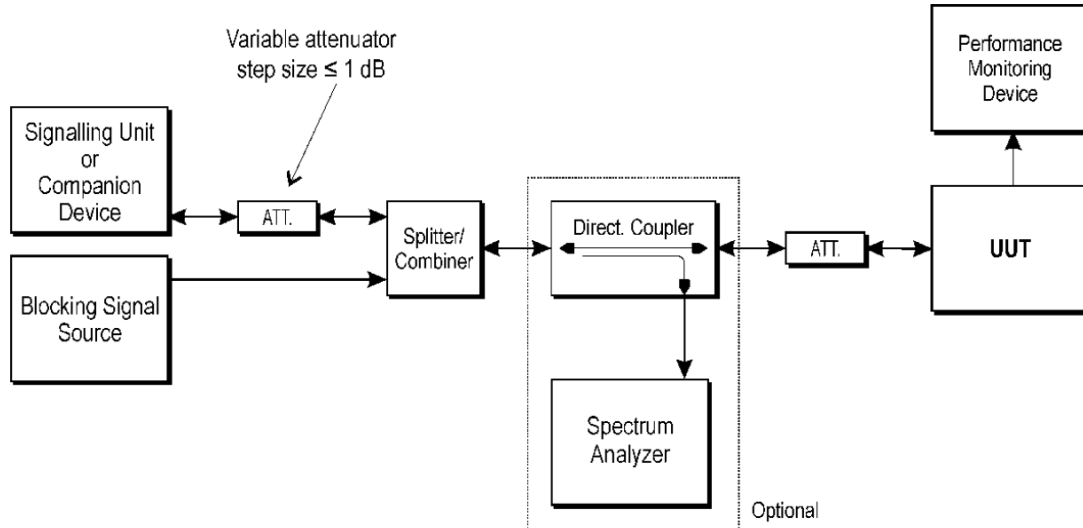 Variable attenuator
step size ≤ 1 dB
Performance
Monitoring
Device
Signalling Unit
or
Companion
Device
ATT.
Splitter/
Combiner
Direct. Coupler
ATT.
UUT
Blocking Signal
Source
Spectrum
Analyzer
Optional